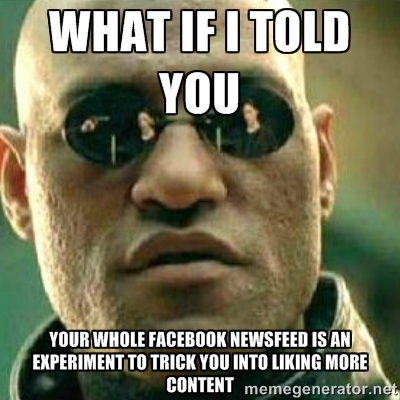 WHAT IF I TOLD
YOU
YOUR WHOLE FACEBOOK NEWSFEED IS AN
EXPERIMENT TO TRICK YOU INTO LIKING MORE
CONTENT
memegenerator.net